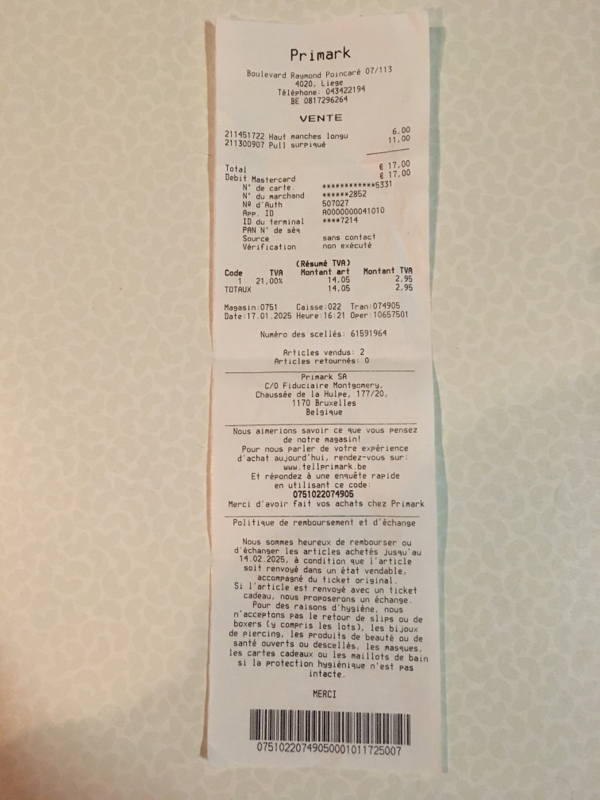 Primark
Boulevard Raymond Poincaré 07/113
4020, Liege
Téléphone: 043422194
BE 0817296264
VENTE
211451722 Haut manches longu 6,00
211300907 Pull surpiqué 11,00
Total € 17,00
Debit Mastercard € 17,00
N° de carte ************5331
N° du marchand ******2852
Nº d'Auth 507027
App. ID A0000000041010
ID du terminal ****7214
PAN N° de séq
Source sans contact
Vérification non exécuté
(Résumé TVA)
Code TVA Montant art Montant TVA
1 21,00% 14,05 2,95
TOTAUX 14,05 2,95
Magasin:0751 Caisse:022 Tran:074905
Date:17.01.2025 Heure:16:21 Oper:10657501
Numéro des scellés: 61591964
Articles vendus: 2
Articles retournés: 0
Primark SA
C/O Fiduciaire Montgomery,
Chaussée de la Hulpe, 177/20,
1170 Bruxelles
Belgique
Nous aimerions savoir ce que vous pensez
de notre magasin!
Pour nous parler de votre expérience
d'achat aujourd'hui, rendez-vous sur:
www.tellprimark.be
Et répondez à une enquête rapide
en utilisant ce code:
0751022074905
Merci d'avoir fait vos achats chez Primark
Politique de remboursement et d'échange
Nous sommes heureux de rembourser ou
d'échanger les articles achetés jusqu'au
14.02.2025, à condition que l'article
soit renvoyé dans un état vendable,
accompagné du ticket original.
Si l'article est renvoyé avec un ticket
cadeau, nous proposerons un échange.
Pour des raisons d'hygiène, nous
n'acceptons pas le retour de slips ou de
boxers (y compris les lots), les bijoux
de piercing, les produits de beauté ou de
santé ouverts ou descellés, les masques,
les cartes cadeaux ou les maillots de bain
si la protection hygiénique n'est pas
intacte.
MERCI
0751022074905001011725007